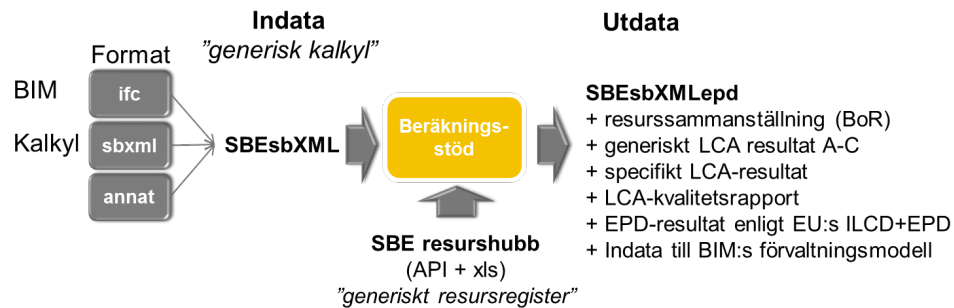 Indata
"generisk kalkyl"
Utdata
Format
BIM
ifc
Kalkyl
sbxml
annat
SBEsbXML
Beräknings-
stöd
SBE resurshubb
(API + xls)
"generiskt resursregister"
SBEsbXMLepd
+ resurssammanställning (BoR)
+ generiskt LCA resultat A-C
+ specifikt LCA-resultat
+ LCA-kvalitetsrapport
+ EPD-resultat enligt EU:s ILCD+EPD
+ Indata till BIM:s förvaltningsmodell